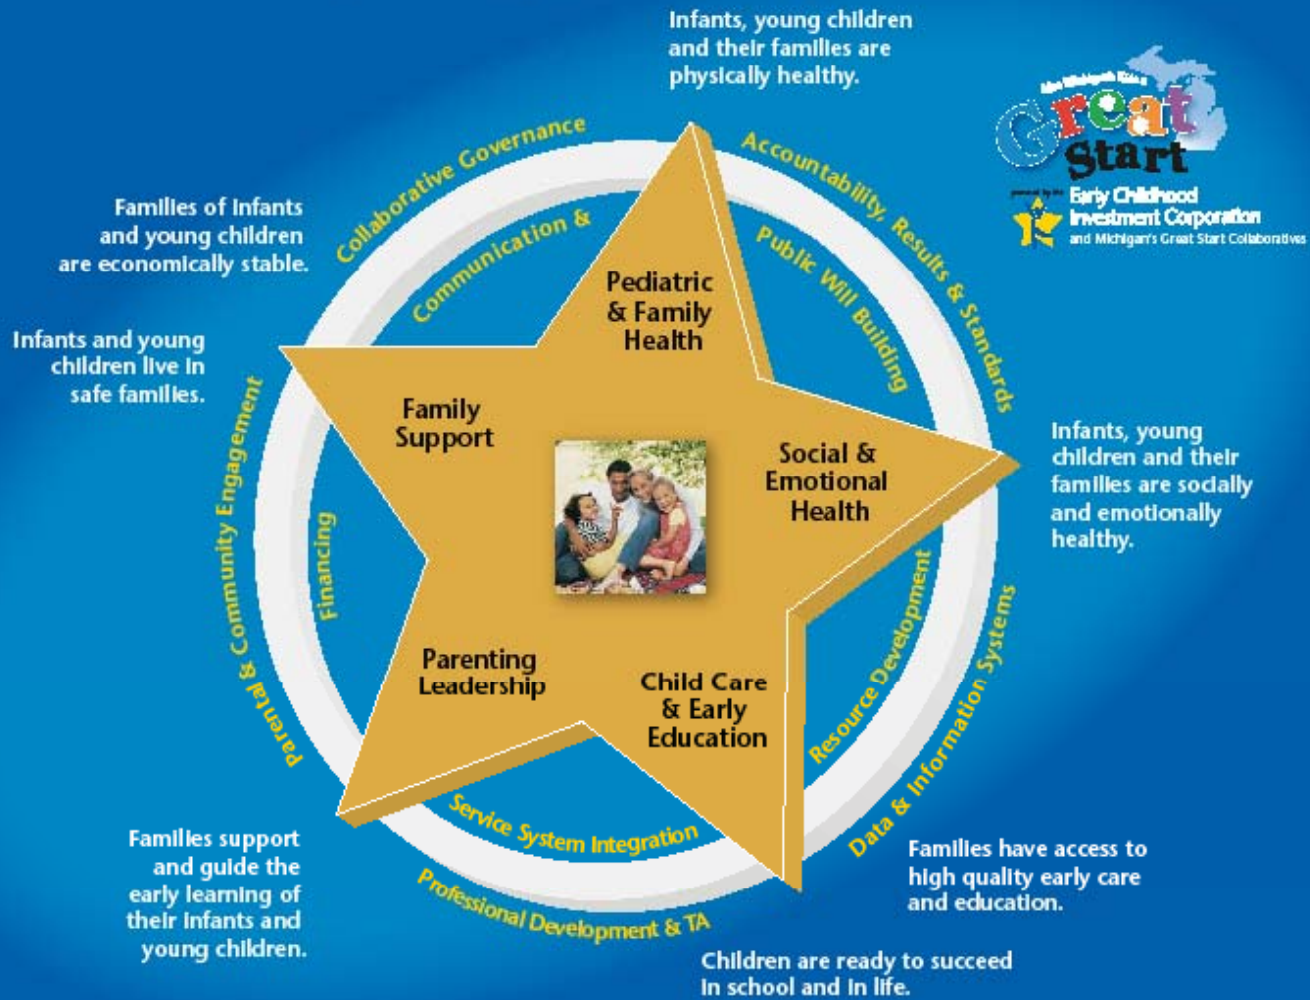 Infants, young children
and their families are
physically healthy.
Great
Start
Early Childhood
Investment Corporation
and Michigan's Great Start Collaboratives
Collaborative Governance
Accountability, Results & Standards
Communication &
Public Will Building
Families of infants
and young children
are economically stable.
Infants and young
children live in
safe families.
Pediatric
& Family
Health
Family
Support
Social &
Emotional
Health
Infants, young
children and their
families are socially
and emotionally
healthy.
Parental & Community Engagement
Financing
Parenting
Leadership
Child Care
& Early
Education
Resource Development
Data & Information Systems
Service System Integration
Professional Development & TA
Families support
and guide the
early learning of
their infants and
young children.
Families have access to
high quality early care
and education.
Children are ready to succeed
in school and in life.